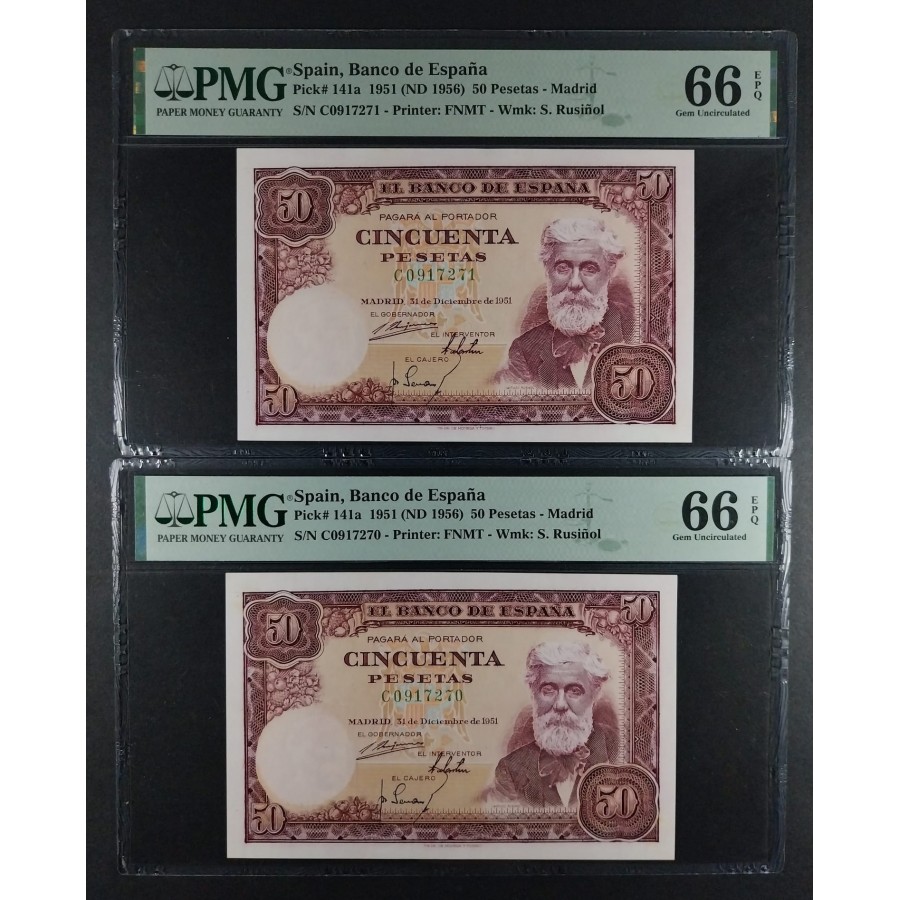 PMG®
PAPER MONEY GUARANTY
Spain, Banco de España
Pick# 141a 1951 (ND 1956) 50 Pesetas - Madrid
S/N C0917271 - Printer: FNMT - Wmk: S. Rusiñol
66 EPQ
Gem Uncirculated
50
EL BANCO DE ESPAÑA
50
PAGARA AL PORTADOR
CINCUENTA
PESETAS
C0917271
MADRID, 31 de Diciembre de 1951
EL GOBERNADOR
EL INTERVENTOR
EL CAJERO
50
50
PMG®
PAPER MONEY GUARANTY
Spain, Banco de España
Pick# 141a 1951 (ND 1956) 50 Pesetas - Madrid
S/N C0917270 - Printer: FNMT - Wmk: S. Rusiñol
66 EPQ
Gem Uncirculated
50
EL BANCO DE ESPAÑA
50
PAGARA AL PORTADOR
CINCUENTA
PESETAS
C0917270
MADRID, 31 de Diciembre de 1951
EL GOBERNADOR
EL INTERVENTOR
EL CAJERO
50
50